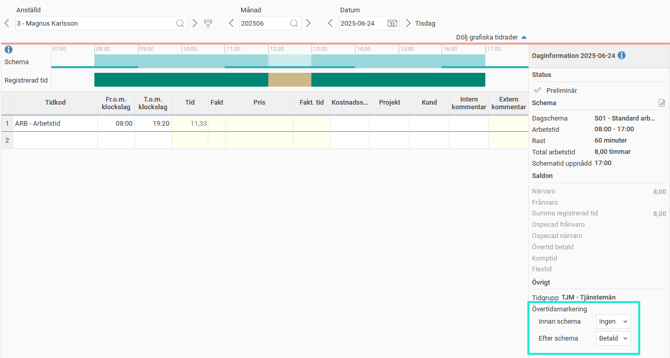 Anställd
Månad
Datum
3 - Magnus Karlsson
202506
2025-06-24
Tisdag
Dölj grafiska tidrader
07:00 08:00 09:00 10:00 11:00 12:00 13:00 14:00 15:00 16:00 17:00
Schema
Registrerad tid
Tidkod Fr.o.m. klockslag T.o.m. klockslag Tid Fakt Pris Fakt. tid Kostnadss... Projekt Kund Intern kommentar Extern kommentar
1 ARB - Arbetstid 08:00 19:20 11,33
2
Daginformation 2025-06-24
Status
Preliminär
Schema
Dagschema S01 - Standard arb...
Arbetstid 08:00 - 17:00
Rast 60 minuter
Total arbetstid 8,00 timmar
Schematid uppnådd 17:00
Saldon
Närvaro 8,00
Frånvaro
Summa registrerad tid 8,00
Ospecad frånvaro
Ospecad närvaro
Övertid betald
Komptid
Flextid
Övrigt
Tidgrupp TJM - Tjänstemän
Övertidsmarkering
Innan schema Ingen
Efter schema Betald